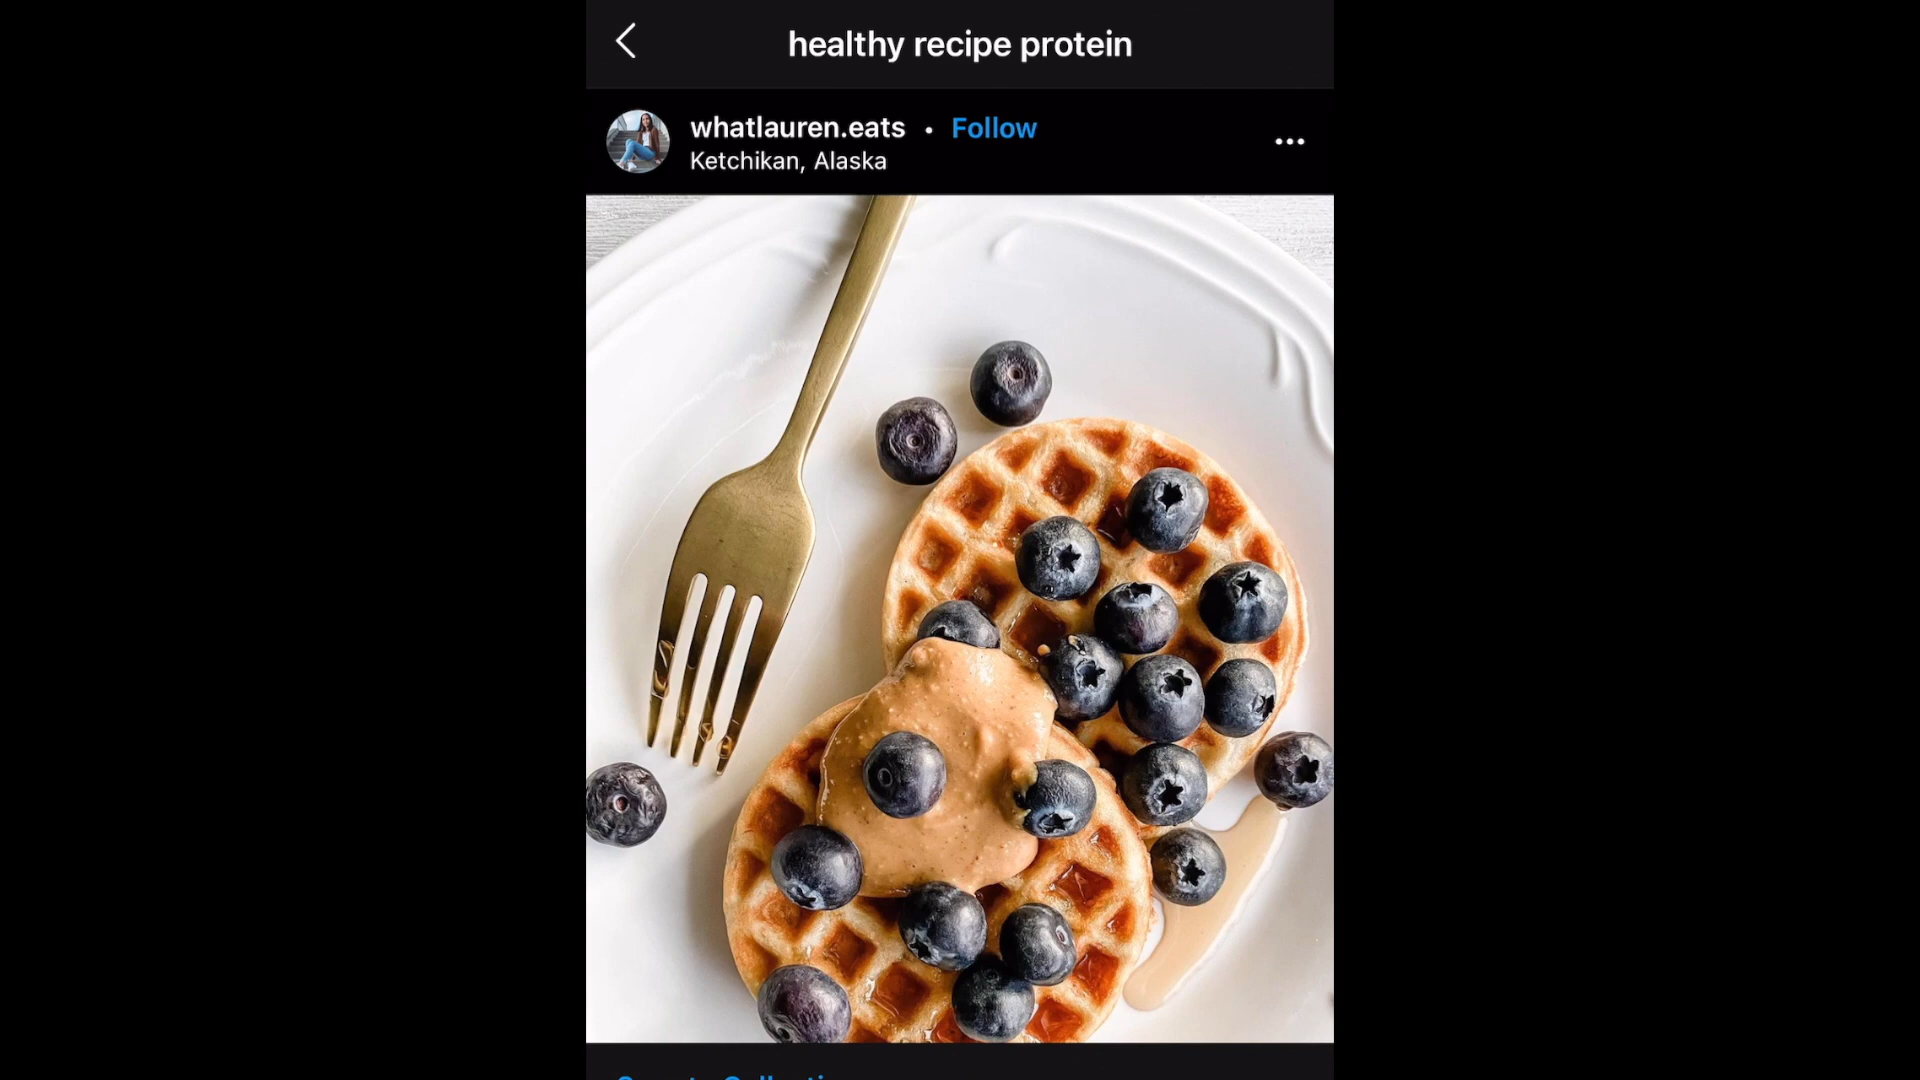 healthy recipe protein
whatlauren.eats • Follow
Ketchikan, Alaska